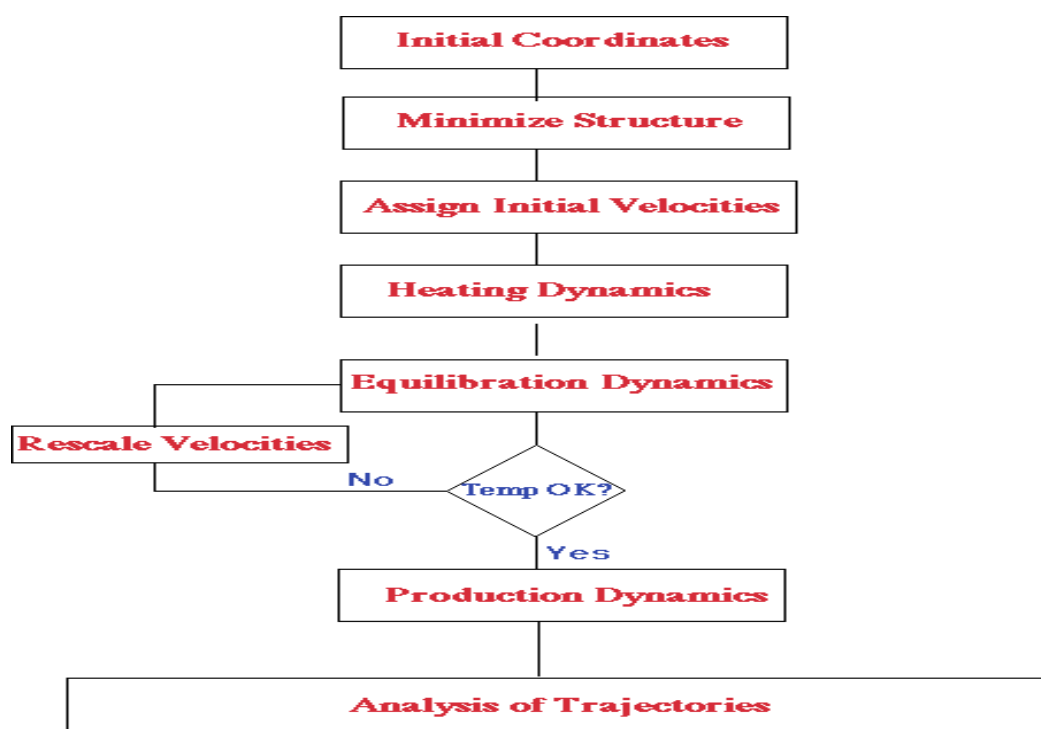 Initial Coordinates
Minimize Structure
Assign Initial Velocities
Heating Dynamics
Equilibration Dynamics
Rescale Velocities
No
Temp OK?
Yes
Production Dynamics
Analysis of Trajectories